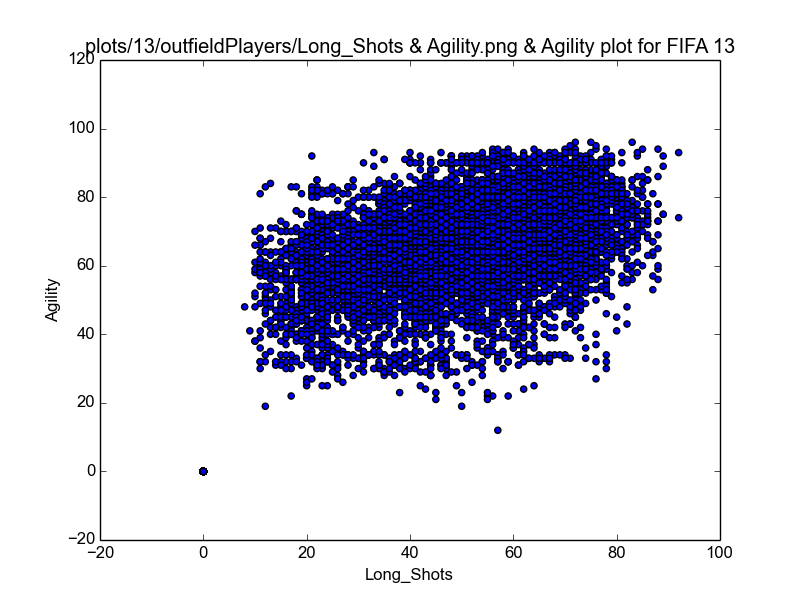 plots/13/outfieldPlayers/Long_Shots & Agility.png & Agility plot for FIFA 13
120
100
80
60
40
20
0
−20
Agility
−20 0 20 40 60 80 100
Long_Shots